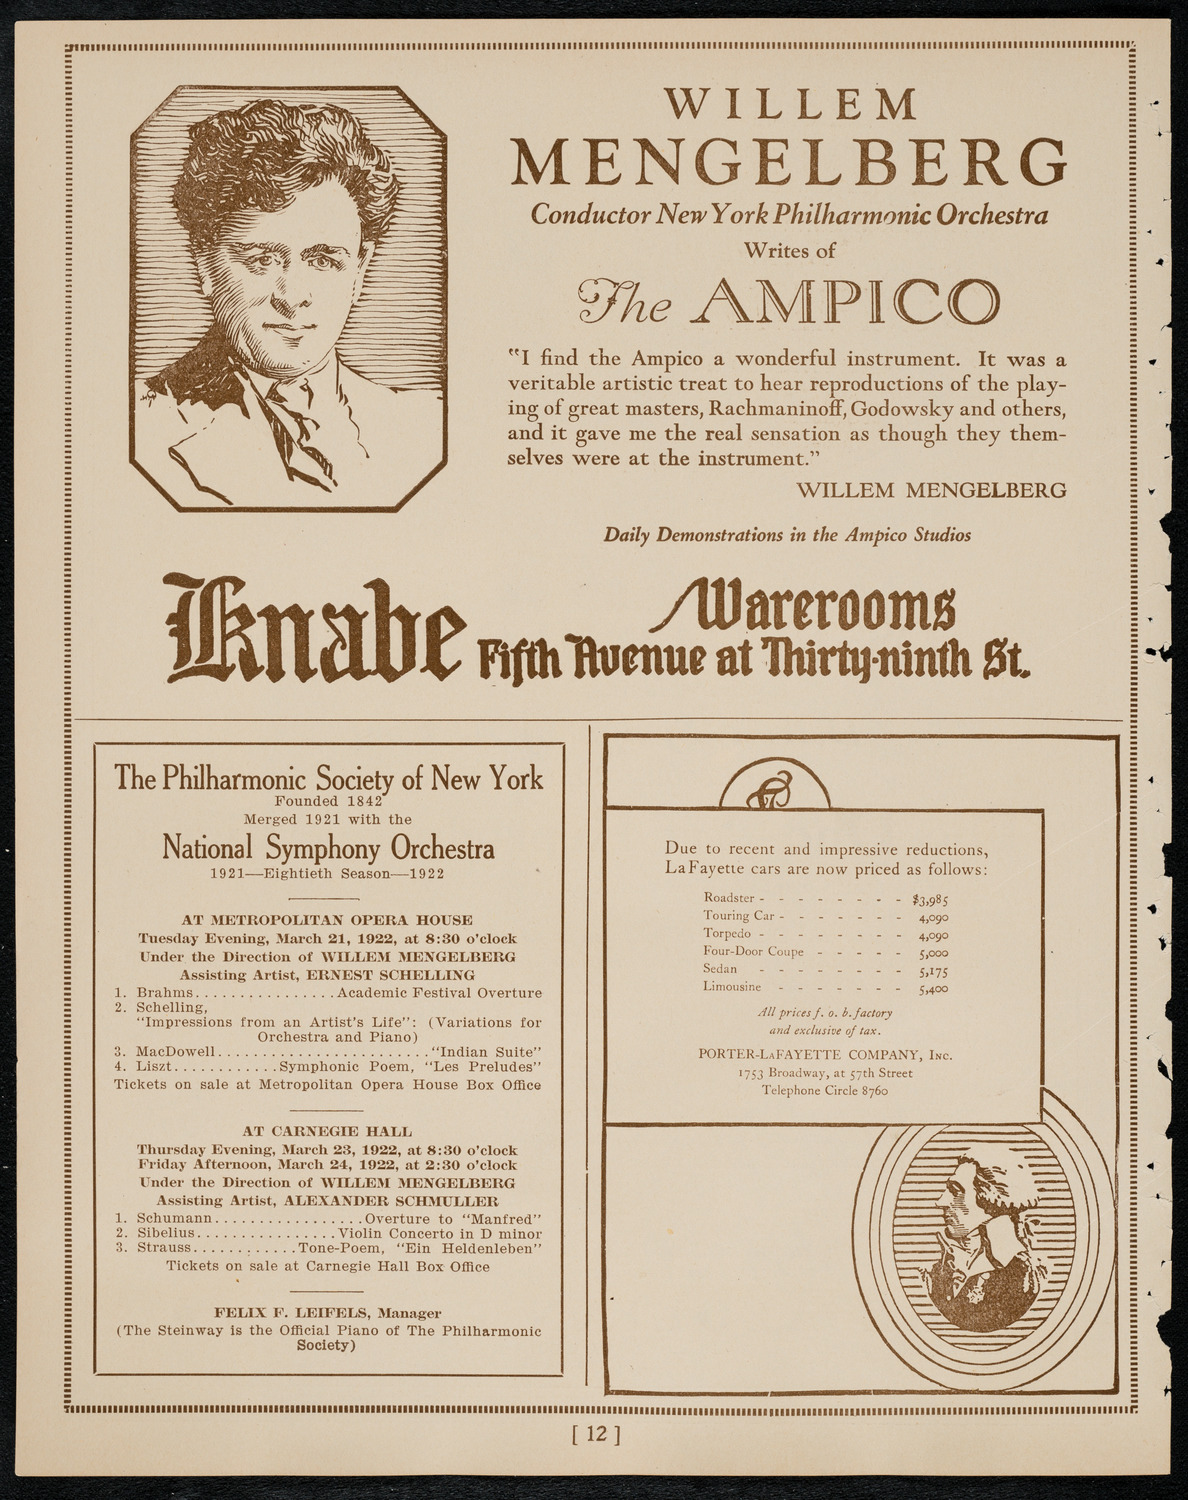 WILLEM
MENGELBERG
Conductor New York Philharmonic Orchestra
Writes of
The AMPICO
"I find the Ampico a wonderful instrument. It was a
veritable artistic treat to hear reproductions of the play-
ing of great masters, Rachmaninoff, Godowsky and others,
and it gave me the real sensation as though they them-
selves were at the instrument."
WILLEM MENGELBERG
Daily Demonstrations in the Ampico Studios
Knabe Warerooms
Fifth Avenue at Thirty-ninth St.
The Philharmonic Society of New York
Founded 1842
Merged 1921 with the
National Symphony Orchestra
1921—Eightieth Season—1922
AT METROPOLITAN OPERA HOUSE
Tuesday Evening, March 21, 1922, at 8:30 o'clock
Under the Direction of WILLEM MENGELBERG
Assisting Artist, ERNEST SCHELLING
1. Brahms................Academic Festival Overture
2. Schelling,
"Impressions from an Artist's Life": (Variations for
Orchestra and Piano)
3. MacDowell........................"Indian Suite"
4. Liszt............Symphonic Poem, "Les Preludes"
Tickets on sale at Metropolitan Opera House Box Office
AT CARNEGIE HALL
Thursday Evening, March 23, 1922, at 8:30 o'clock
Friday Afternoon, March 24, 1922, at 2:30 o'clock
Under the Direction of WILLEM MENGELBERG
Assisting Artist, ALEXANDER SCHMULLER
1. Schumann.................Overture to "Manfred"
2. Sibelius................Violin Concerto in D minor
3. Strauss............Tone-Poem, "Ein Heldenleben"
Tickets on sale at Carnegie Hall Box Office
FELIX F. LEIFELS, Manager
(The Steinway is the Official Piano of The Philharmonic
Society)
Due to recent and impressive reductions,
LaFayette cars are now priced as follows:
Roadster - - - - - - - - $3,985
Touring Car - - - - - - - 4,090
Torpedo - - - - - - - - 4,090
Four-Door Coupe - - - - - 5,000
Sedan - - - - - - - - 5,175
Limousine - - - - - - - 5,400
All prices f. o. b. factory
and exclusive of tax.
PORTER-LAFAYETTE COMPANY, INC.
1753 Broadway, at 57th Street
Telephone Circle 8760
[ 12 ]